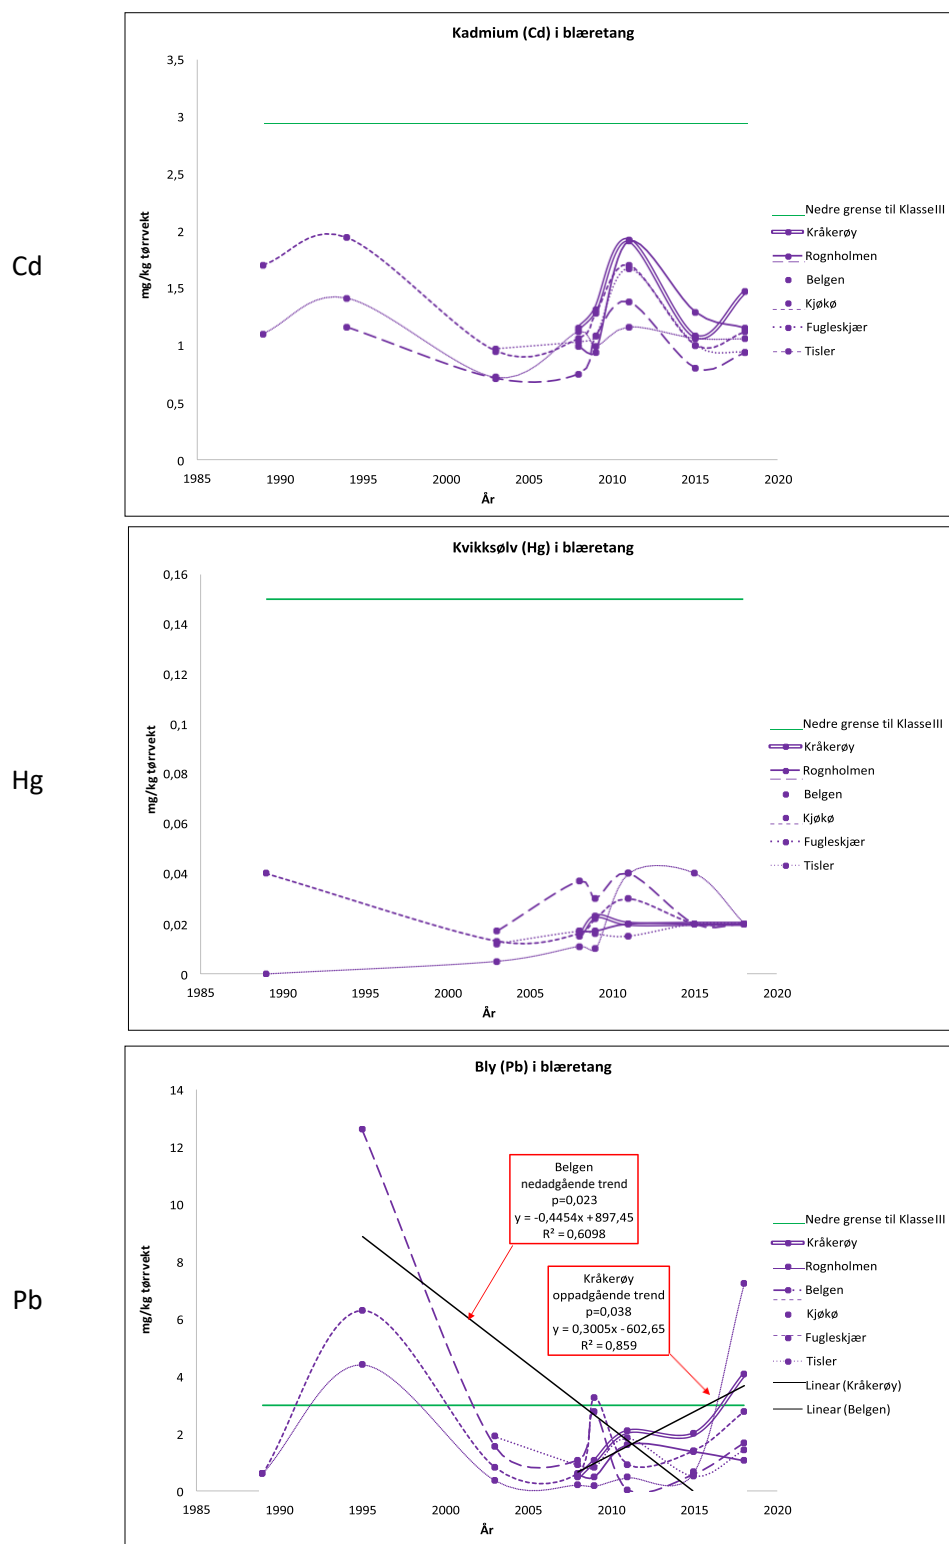 Kadmium (Cd) i blæretang
3,5
3
2,5
2
1,5
1
0,5
0
mg/kg tørrvekt
1985
1990
1995
2000
2005
2010
2015
2020
År
Nedre grense til Klasse III
Kråkerøy
Rognholmen
Belgen
Kjøkø
Fugleskjær
Tisler
Cd
Kvikksølv (Hg) i blæretang
0,16
0,14
0,12
0,1
0,08
0,06
0,04
0,02
0
mg/kg tørrvekt
1985
1990
1995
2000
2005
2010
2015
2020
År
Nedre grense til Klasse III
Kråkerøy
Rognholmen
Belgen
Kjøkø
Fugleskjær
Tisler
Hg
Bly (Pb) i blæretang
14
12
10
8
6
4
2
0
mg/kg tørrvekt
Belgen
nedadgående trend
p=0,023
y = -0,4454x + 897,45
R² = 0,6098
Kråkerøy
oppadgående trend
p=0,038
y = 0,3005x - 602,65
R² = 0,859
1985
1990
1995
2000
2005
2010
2015
2020
År
Nedre grense til Klasse III
Kråkerøy
Rognholmen
Belgen
Kjøkø
Fugleskjær
Tisler
Linear (Kråkerøy)
Linear (Belgen)
Pb